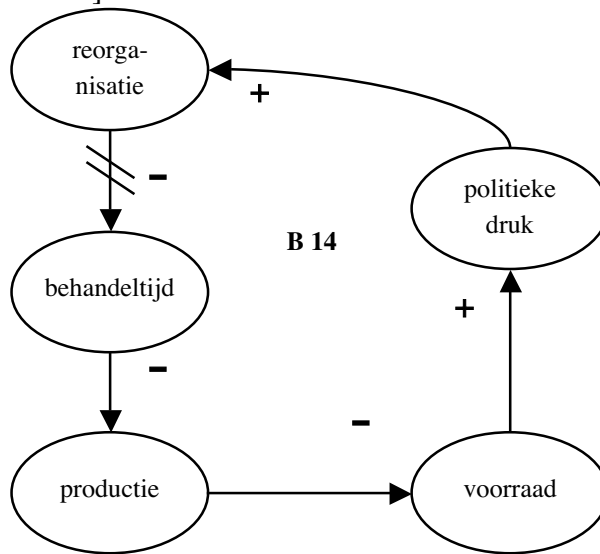 ]
reorga-
nisatie
+
-
politieke
druk
B 14
behandeltijd
+
-
-
productie
voorraad